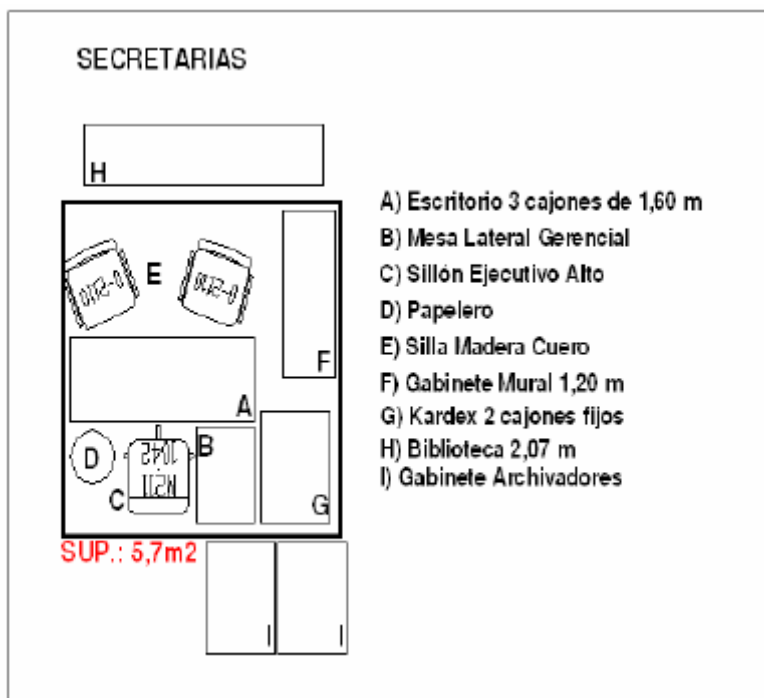 SECRETARIAS
H
A) Escritorio 3 cajones de 1,60 m
B) Mesa Lateral Gerencial
C) Sillón Ejecutivo Alto
D) Papelero
E) Silla Madera Cuero
F) Gabinete Mural 1,20 m
G) Kardex 2 cajones fijos
H) Biblioteca 2,07 m
I) Gabinete Archivadores
E
F
A
B
D
C
G
SUP.: 5,7m2
I
I